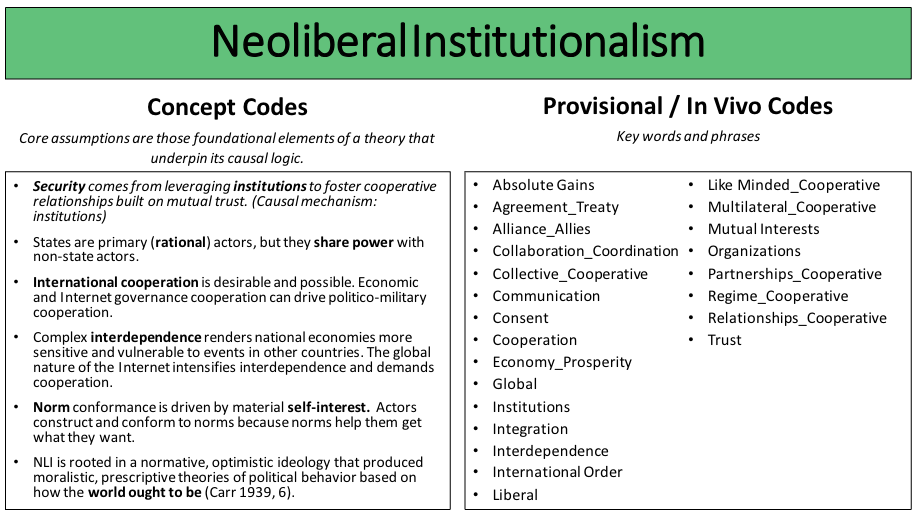 Neoliberal Institutionalism
Concept Codes
Core assumptions are those foundational elements of a theory that
underpin its causal logic.
• Security comes from leveraging institutions to foster cooperative
relationships built on mutual trust. (Causal mechanism:
institutions)
• States are primary (rational) actors, but they share power with
non-state actors.
• International cooperation is desirable and possible. Economic
and Internet governance cooperation can drive politico-military
cooperation.
• Complex interdependence renders national economies more
sensitive and vulnerable to events in other countries. The global
nature of the Internet intensifies interdependence and demands
cooperation.
• Norm conformance is driven by material self-interest. Actors
construct and conform to norms because norms help them get
what they want.
• NLI is rooted in a normative, optimistic ideology that produced
moralistic, prescriptive theories of political behavior based on
how the world ought to be (Carr 1939, 6).
Provisional / In Vivo Codes
Key words and phrases
• Absolute Gains
• Agreement_Treaty
• Alliance_Allies
• Collaboration_Coordination
• Collective_Cooperative
• Communication
• Consent
• Cooperation
• Economy_Prosperity
• Global
• Institutions
• Integration
• Interdependence
• International Order
• Liberal
• Like Minded_Cooperative
• Multilateral_Cooperative
• Mutual Interests
• Organizations
• Partnerships_Cooperative
• Regime_Cooperative
• Relationships_Cooperative
• Trust